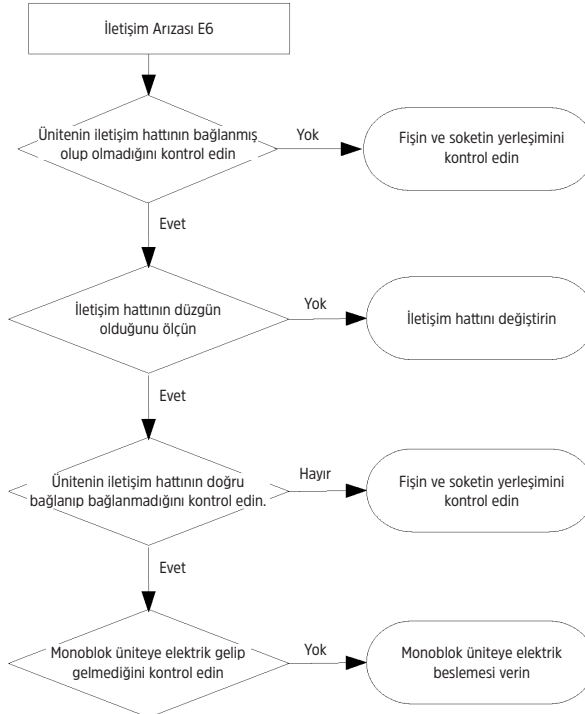 İletişim Arızası E6
Ünitenin iletişim hattının bağlanmış
olup olmadığını kontrol edin
Yok
Fişin ve soketin yerleşimini
kontrol edin
Evet
İletişim hattının düzgün
olduğunu ölçün
Yok
İletişim hattını değiştirin
Evet
Ünitenin iletişim hattının doğru
bağlanıp bağlanmadığını kontrol edin.
Hayır
Fişin ve soketin yerleşimini
kontrol edin
Evet
Monoblok üniteye elektrik gelip
gelmediğini kontrol edin
Yok
Monoblok üniteye elektrik
beslemesi verin